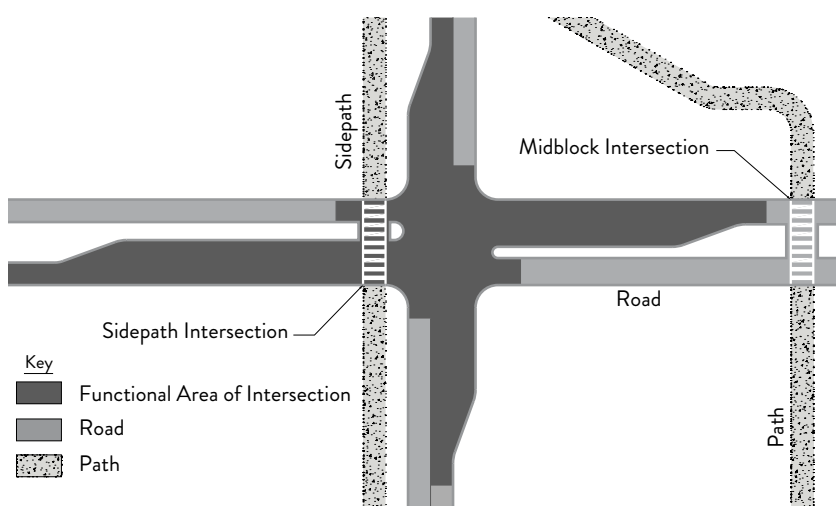 Sidepath
Midblock Intersection
Road
Sidepath Intersection
Path
Key
Functional Area of Intersection
Road
Path